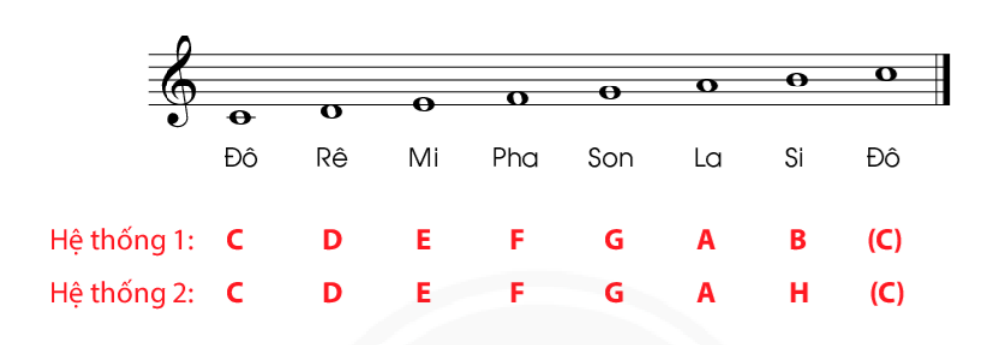 Đô Rê Mi Pha Son La Si Đô
Hệ thống 1: C D E F G A B (C)
Hệ thống 2: C D E F G A H (C)